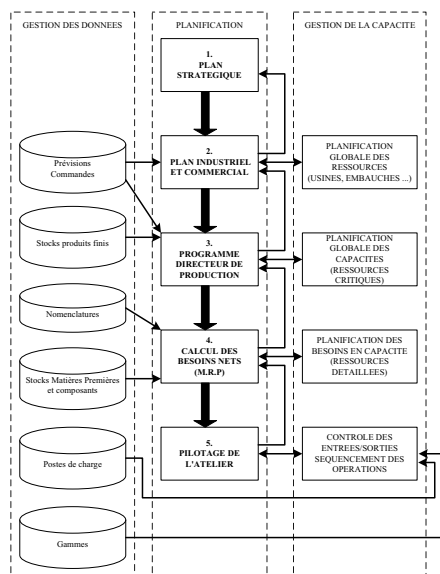 GESTION DES DONNEES
PLANIFICATION
GESTION DE LA CAPACITE
1.
PLAN
STRATEGIQUE
2.
PLAN INDUSTRIEL
ET COMMERCIAL
3.
PROGRAMME
DIRECTEUR DE
PRODUCTION
4.
CALCUL DES
BESOINS NETS
(M.R.P)
5.
PILOTAGE DE
L'ATELIER
Prévisions
Commandes
Stocks produits finis
Nomenclatures
Stocks Matières Premières
et composants
Postes de charge
Gammes
PLANIFICATION
GLOBALE DES
RESSOURCES
(USINES, EMBAUCHES ...)
PLANIFICATION
GLOBALE DES
CAPACITES
(RESSOURCES
CRITIQUES)
PLANIFICATION DES
BESOINS EN CAPACITE
(RESSOURCES
DETAILLEES)
CONTROLE DES
ENTREES/SORTIES
SEQUENCEMENT DES
OPERATIONS